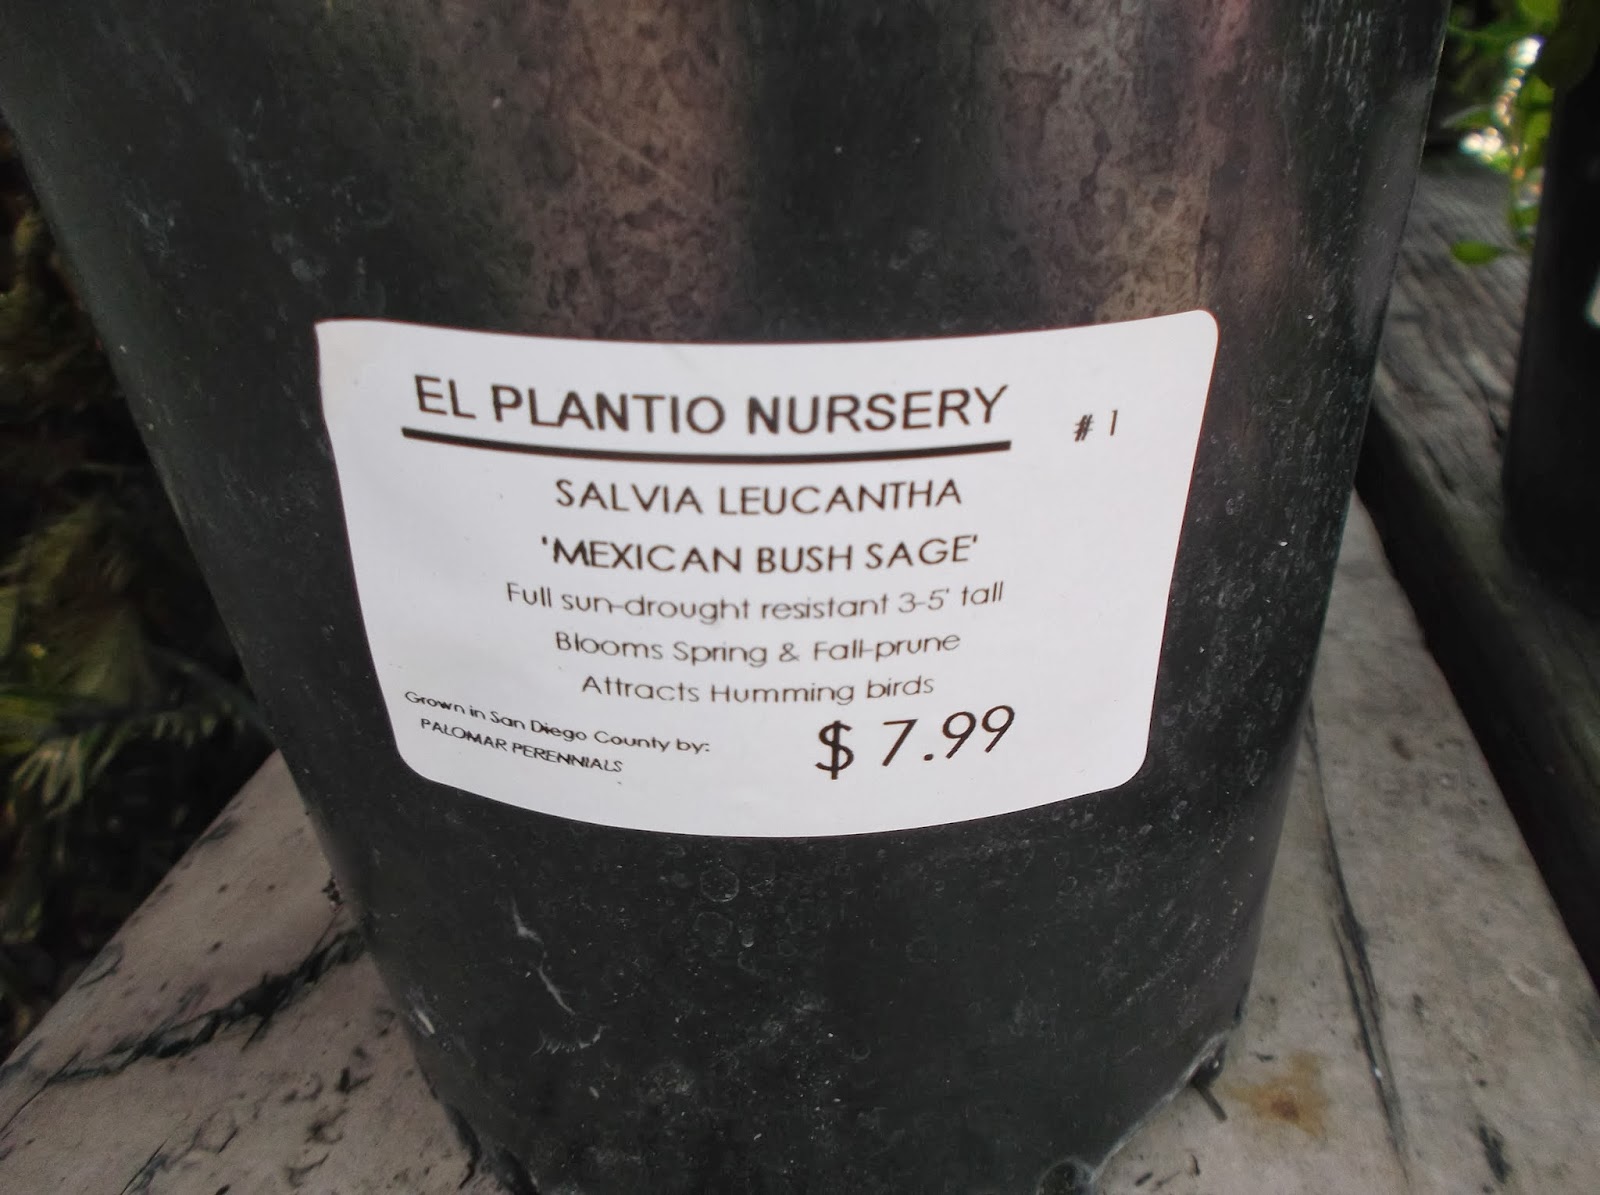 EL PLANTIO NURSERY
# 1
SALVIA LEUCANTHA
'MEXICAN BUSH SAGE'
Full sun-drought resistant 3-5' tall
Blooms Spring & Fall-prune
Attracts Humming birds
Grown in San Diego County by:
PALOMAR PERENNIALS
$ 7.99